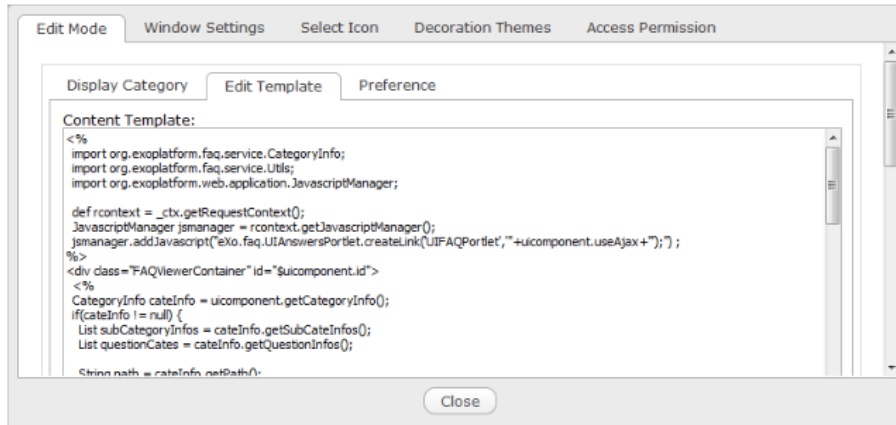 Edit Mode Window Settings Select Icon Decoration Themes Access Permission
Display Category Edit Template Preference
Content Template:
<%
import org.exoplatform.faq.service.CategoryInfo;
import org.exoplatform.faq.service.Utils;
import org.exoplatform.web.application.JavascriptManager;
def rcontext = _ctx.getRequestContext();
JavascriptManager jsmanager = rcontext.getJavascriptManager();
jsmanager.addJavascript("eXo.faq.UIAnswersPortlet.createLink('UIFAQPortlet','"+uicomponent.useAjax+"');") ;
%>
<div class="FAQViewerContainer" id="$uicomponent.id">
<%
CategoryInfo cateInfo = uicomponent.getCategoryInfo();
if(cateInfo != null) {
List subCategoryInfos = cateInfo.getSubCateInfos();
List questionCates = cateInfo.getQuestionInfos();
String path = cateInfo.getPath();
Close